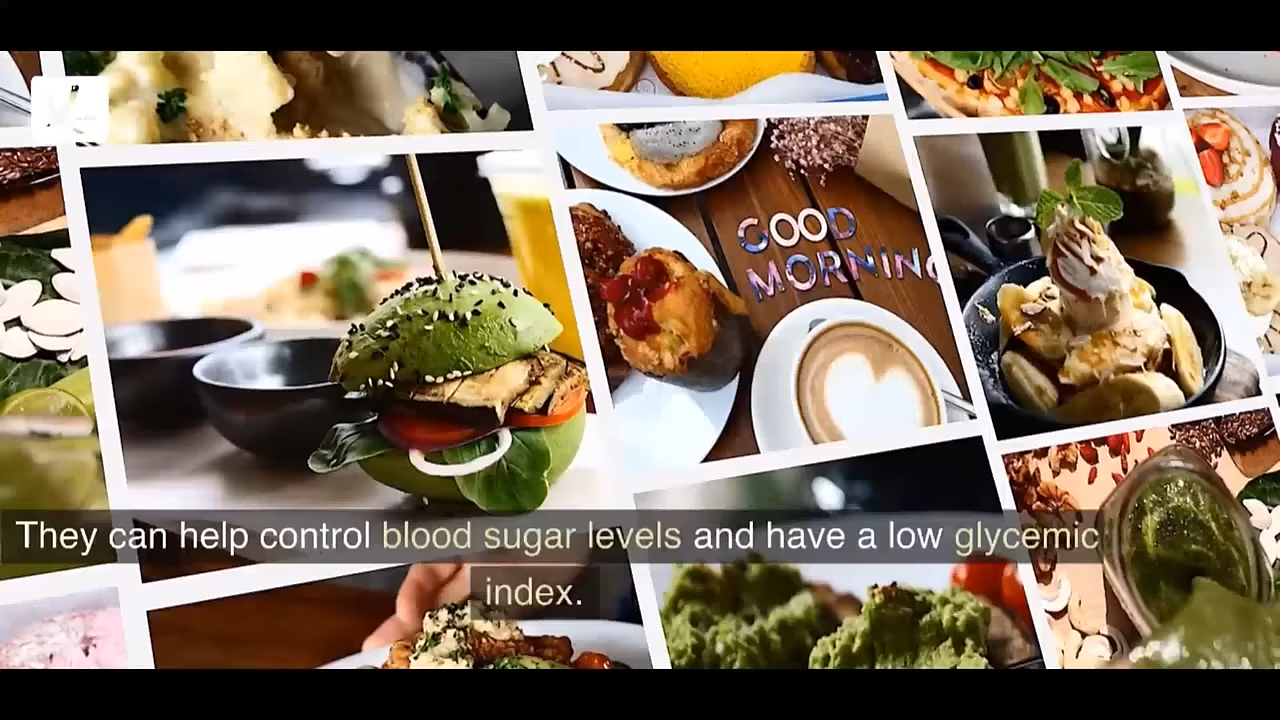 GOOD
MORNING
They can help control blood sugar levels and have a low glycemic
index.